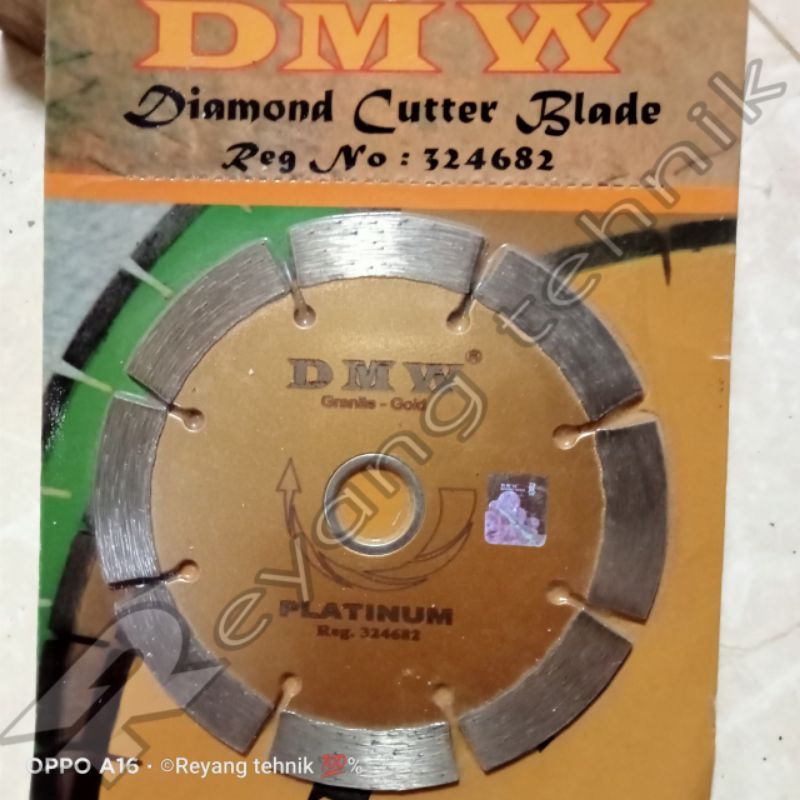 DMW
Diamond Cutter Blade
Reg No : 324682
DMW®
Granite - Gold
PLATINUM
Reg. 324682
Reyang tehnik
OPPO A16 · ©Reyang tehnik 💯%